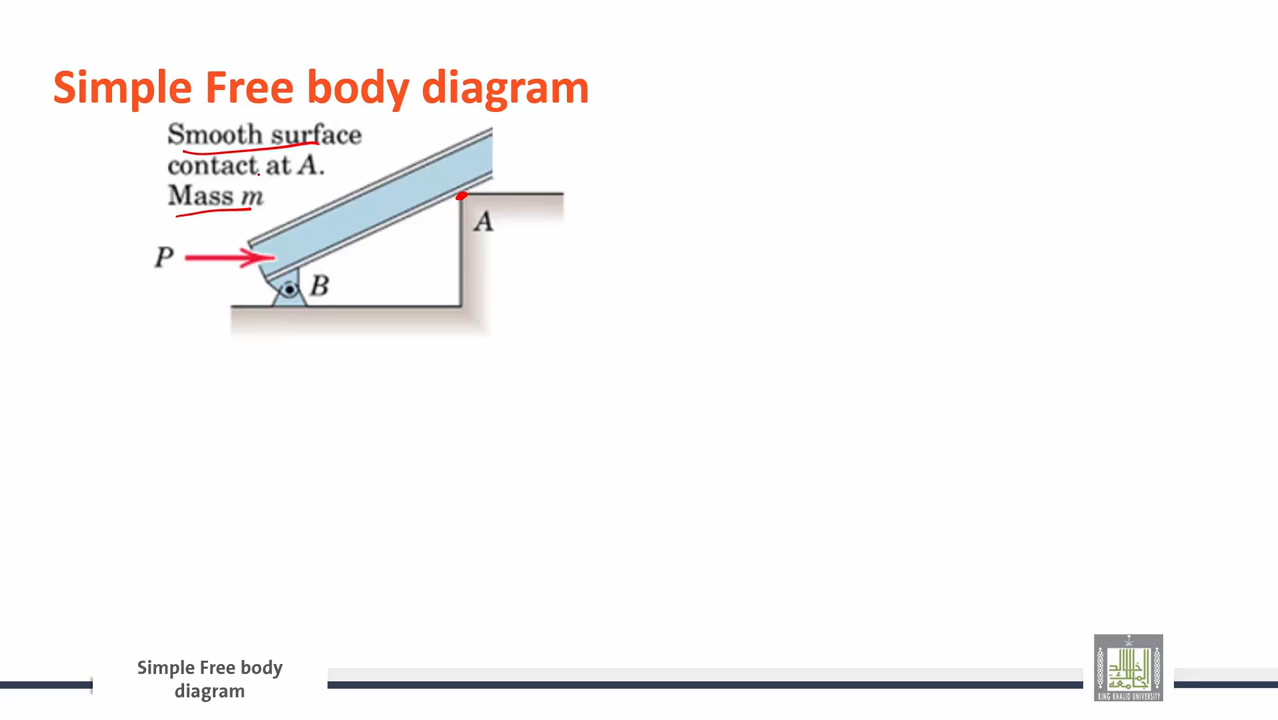 Simple Free body diagram
Smooth surface
contact at A.
Mass m
A
P
B
Simple Free body
diagram
KING KHALID UNIVERSITY